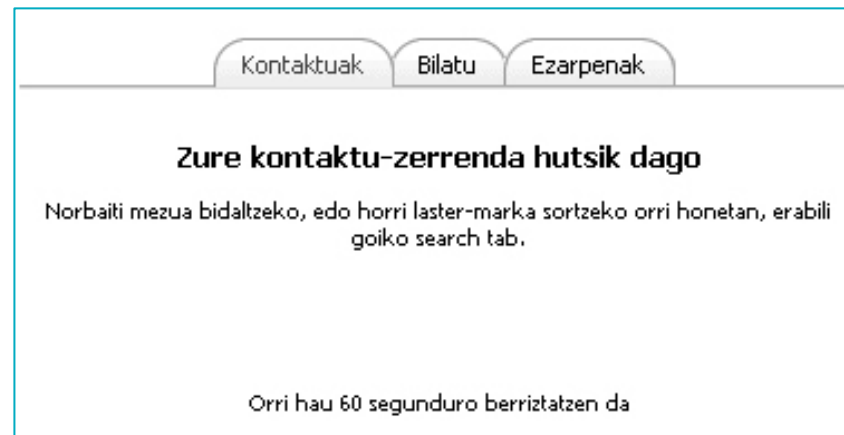 Kontaktuak Bilatu Ezarpenak
Zure kontaktu-zerrenda hutsik dago
Norbaiti mezua bidaltzeko, edo horri laster-marka sortzeko orri honetan, erabili
goiko search tab.
Orri hau 60 segunduro berriztatzen da